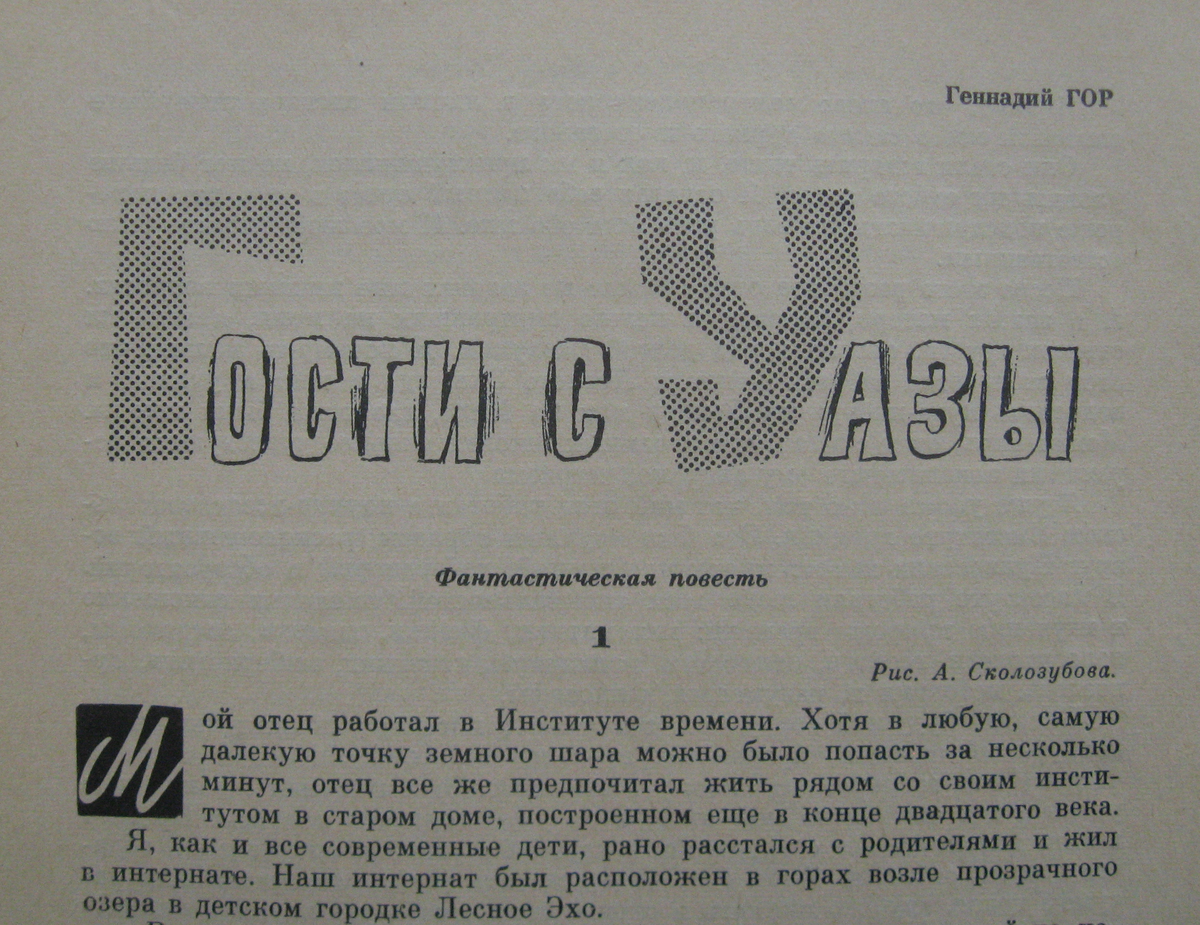 Геннадий ГОР
Гости с Уазы
Фантастическая повесть
1
Рис. А. Сколозубова.
Мой отец работал в Институте времени. Хотя в любую, самую
далекую точку земного шара можно было попасть за несколько
минут, отец все же предпочитал жить рядом со своим инсти-
тутом в старом доме, построенном еще в конце двадцатого века.
Я, как и все современные дети, рано расстался с родителями и жил
в интернате. Наш интернат был расположен в горах возле прозрачного
озера в детском городке Лесное Эхо.